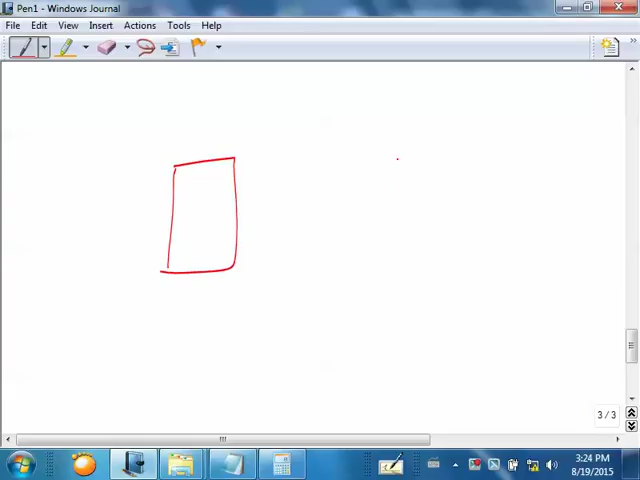 Pen1 - Windows Journal
File Edit View Insert Actions Tools Help
3 / 3
3:24 PM
8/19/2015